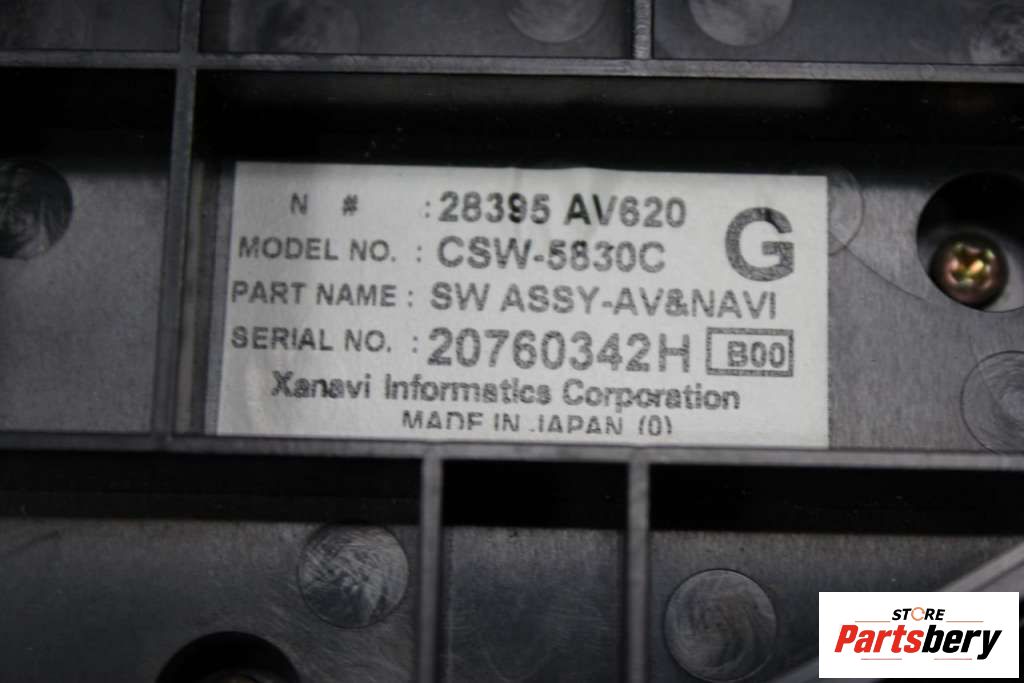 N # : 28395 AV620
G
MODEL NO. : CSW-5830C
PART NAME : SW ASSY-AV&NAVI
SERIAL NO. : 20760342H B00
Xanavi Informatics Corporation
MADE IN JAPAN (0)
STORE
Partsbery